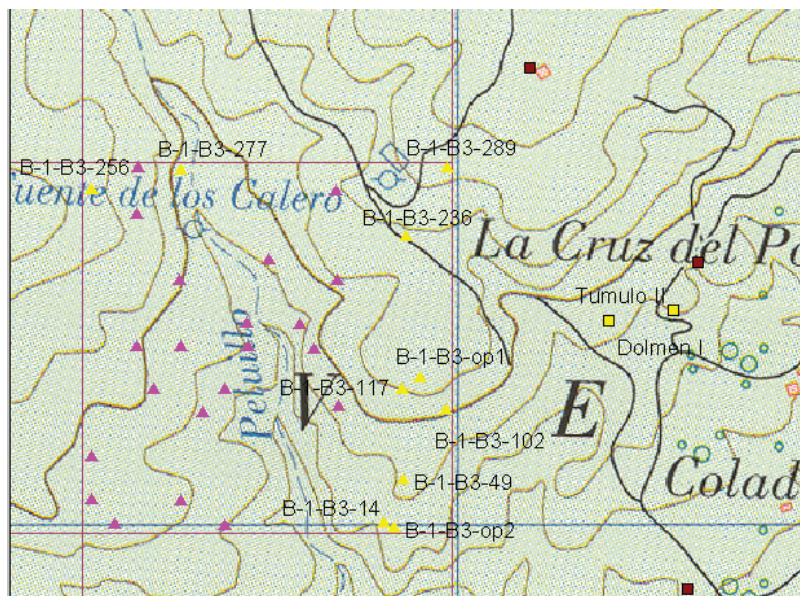 B-1-B3-277
B-1-B3-289
B-1-B3-256
Fuente de los Calero
B-1-B3-236
La Cruz del Po
Tumulo II
Dolmen I
Peluillo
B-1-B3-op1
B-1-B3-117
V
E
B-1-B3-102
B-1-B3-49
Colad
B-1-B3-14
B-1-B3-op2